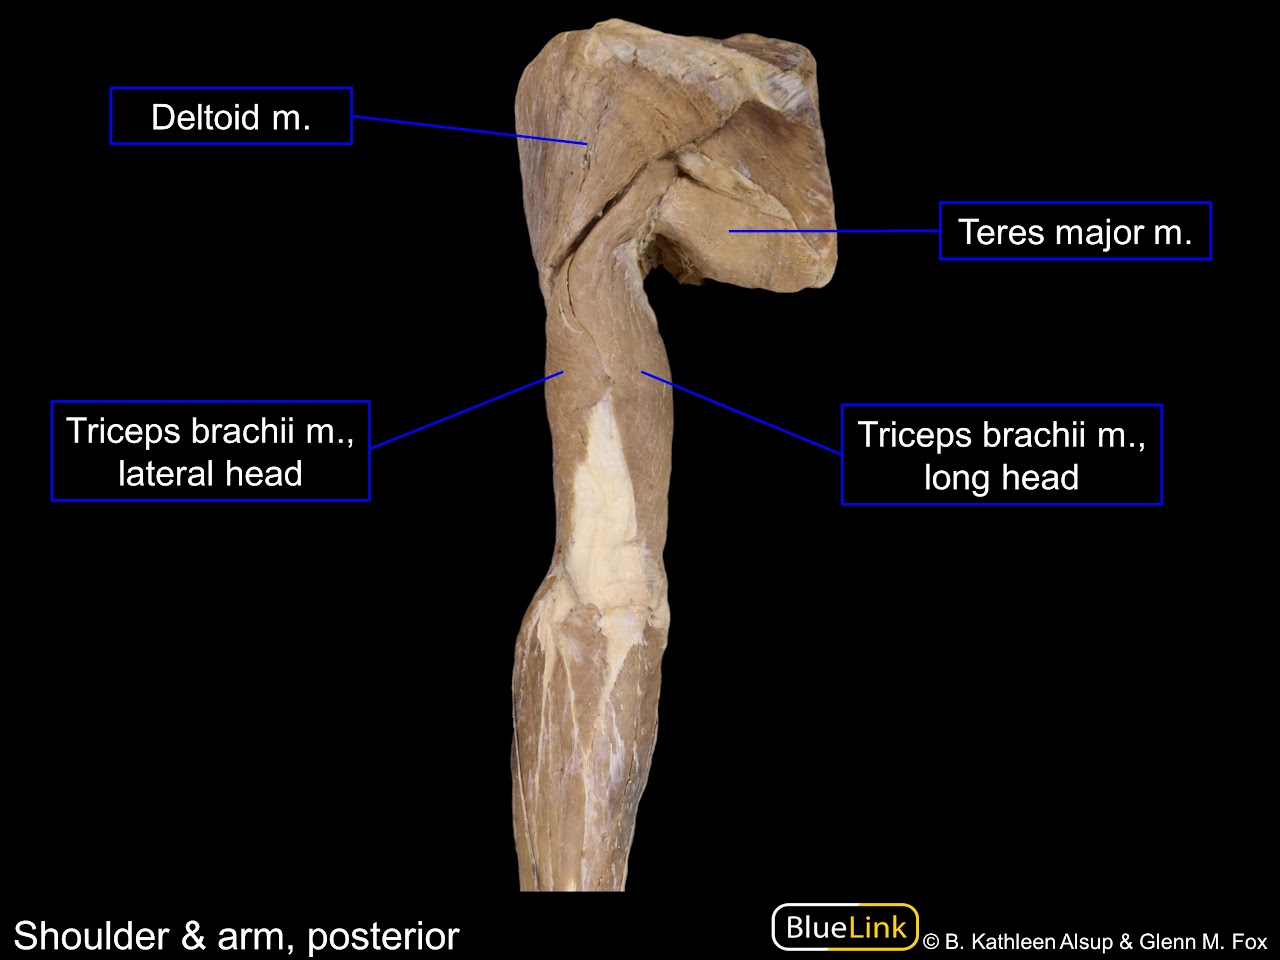 Deltoid m.
Teres major m.
Triceps brachii m.,
lateral head
Triceps brachii m.,
long head
Shoulder & arm, posterior
BlueLink
© B. Kathleen Alsup & Glenn M. Fox